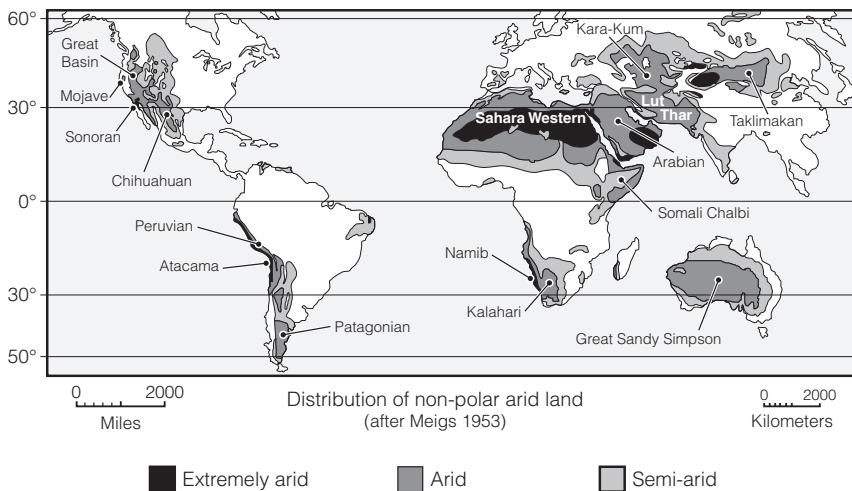 60°
Great
Basin
Kara-Kum
Mojave
30°
Sahara Western
Lut
Thar
Taklimakan
Sonoran
Arabian
Chihuahuan
0°
Somali Chalbi
Peruvian
Namib
Atacama
30°
Kalahari
Patagonian
Great Sandy Simpson
50°
0 2000
Miles
Distribution of non-polar arid land
(after Meigs 1953)
0 2000
Kilometers
Extremely arid
Arid
Semi-arid